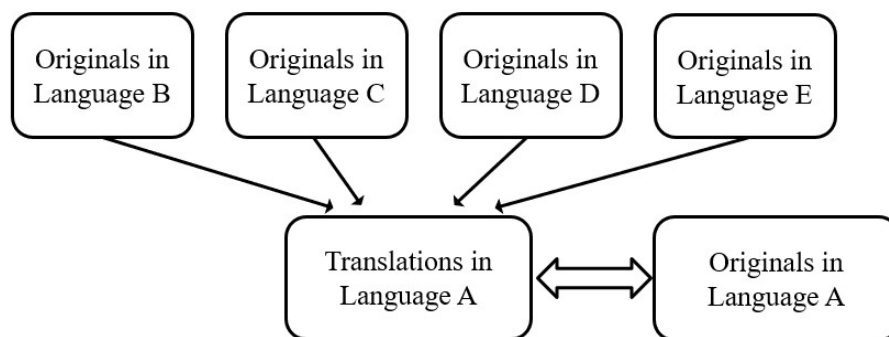 Originals in
Language B
Originals in
Language C
Originals in
Language D
Originals in
Language E
Translations in
Language A
Originals in
Language A